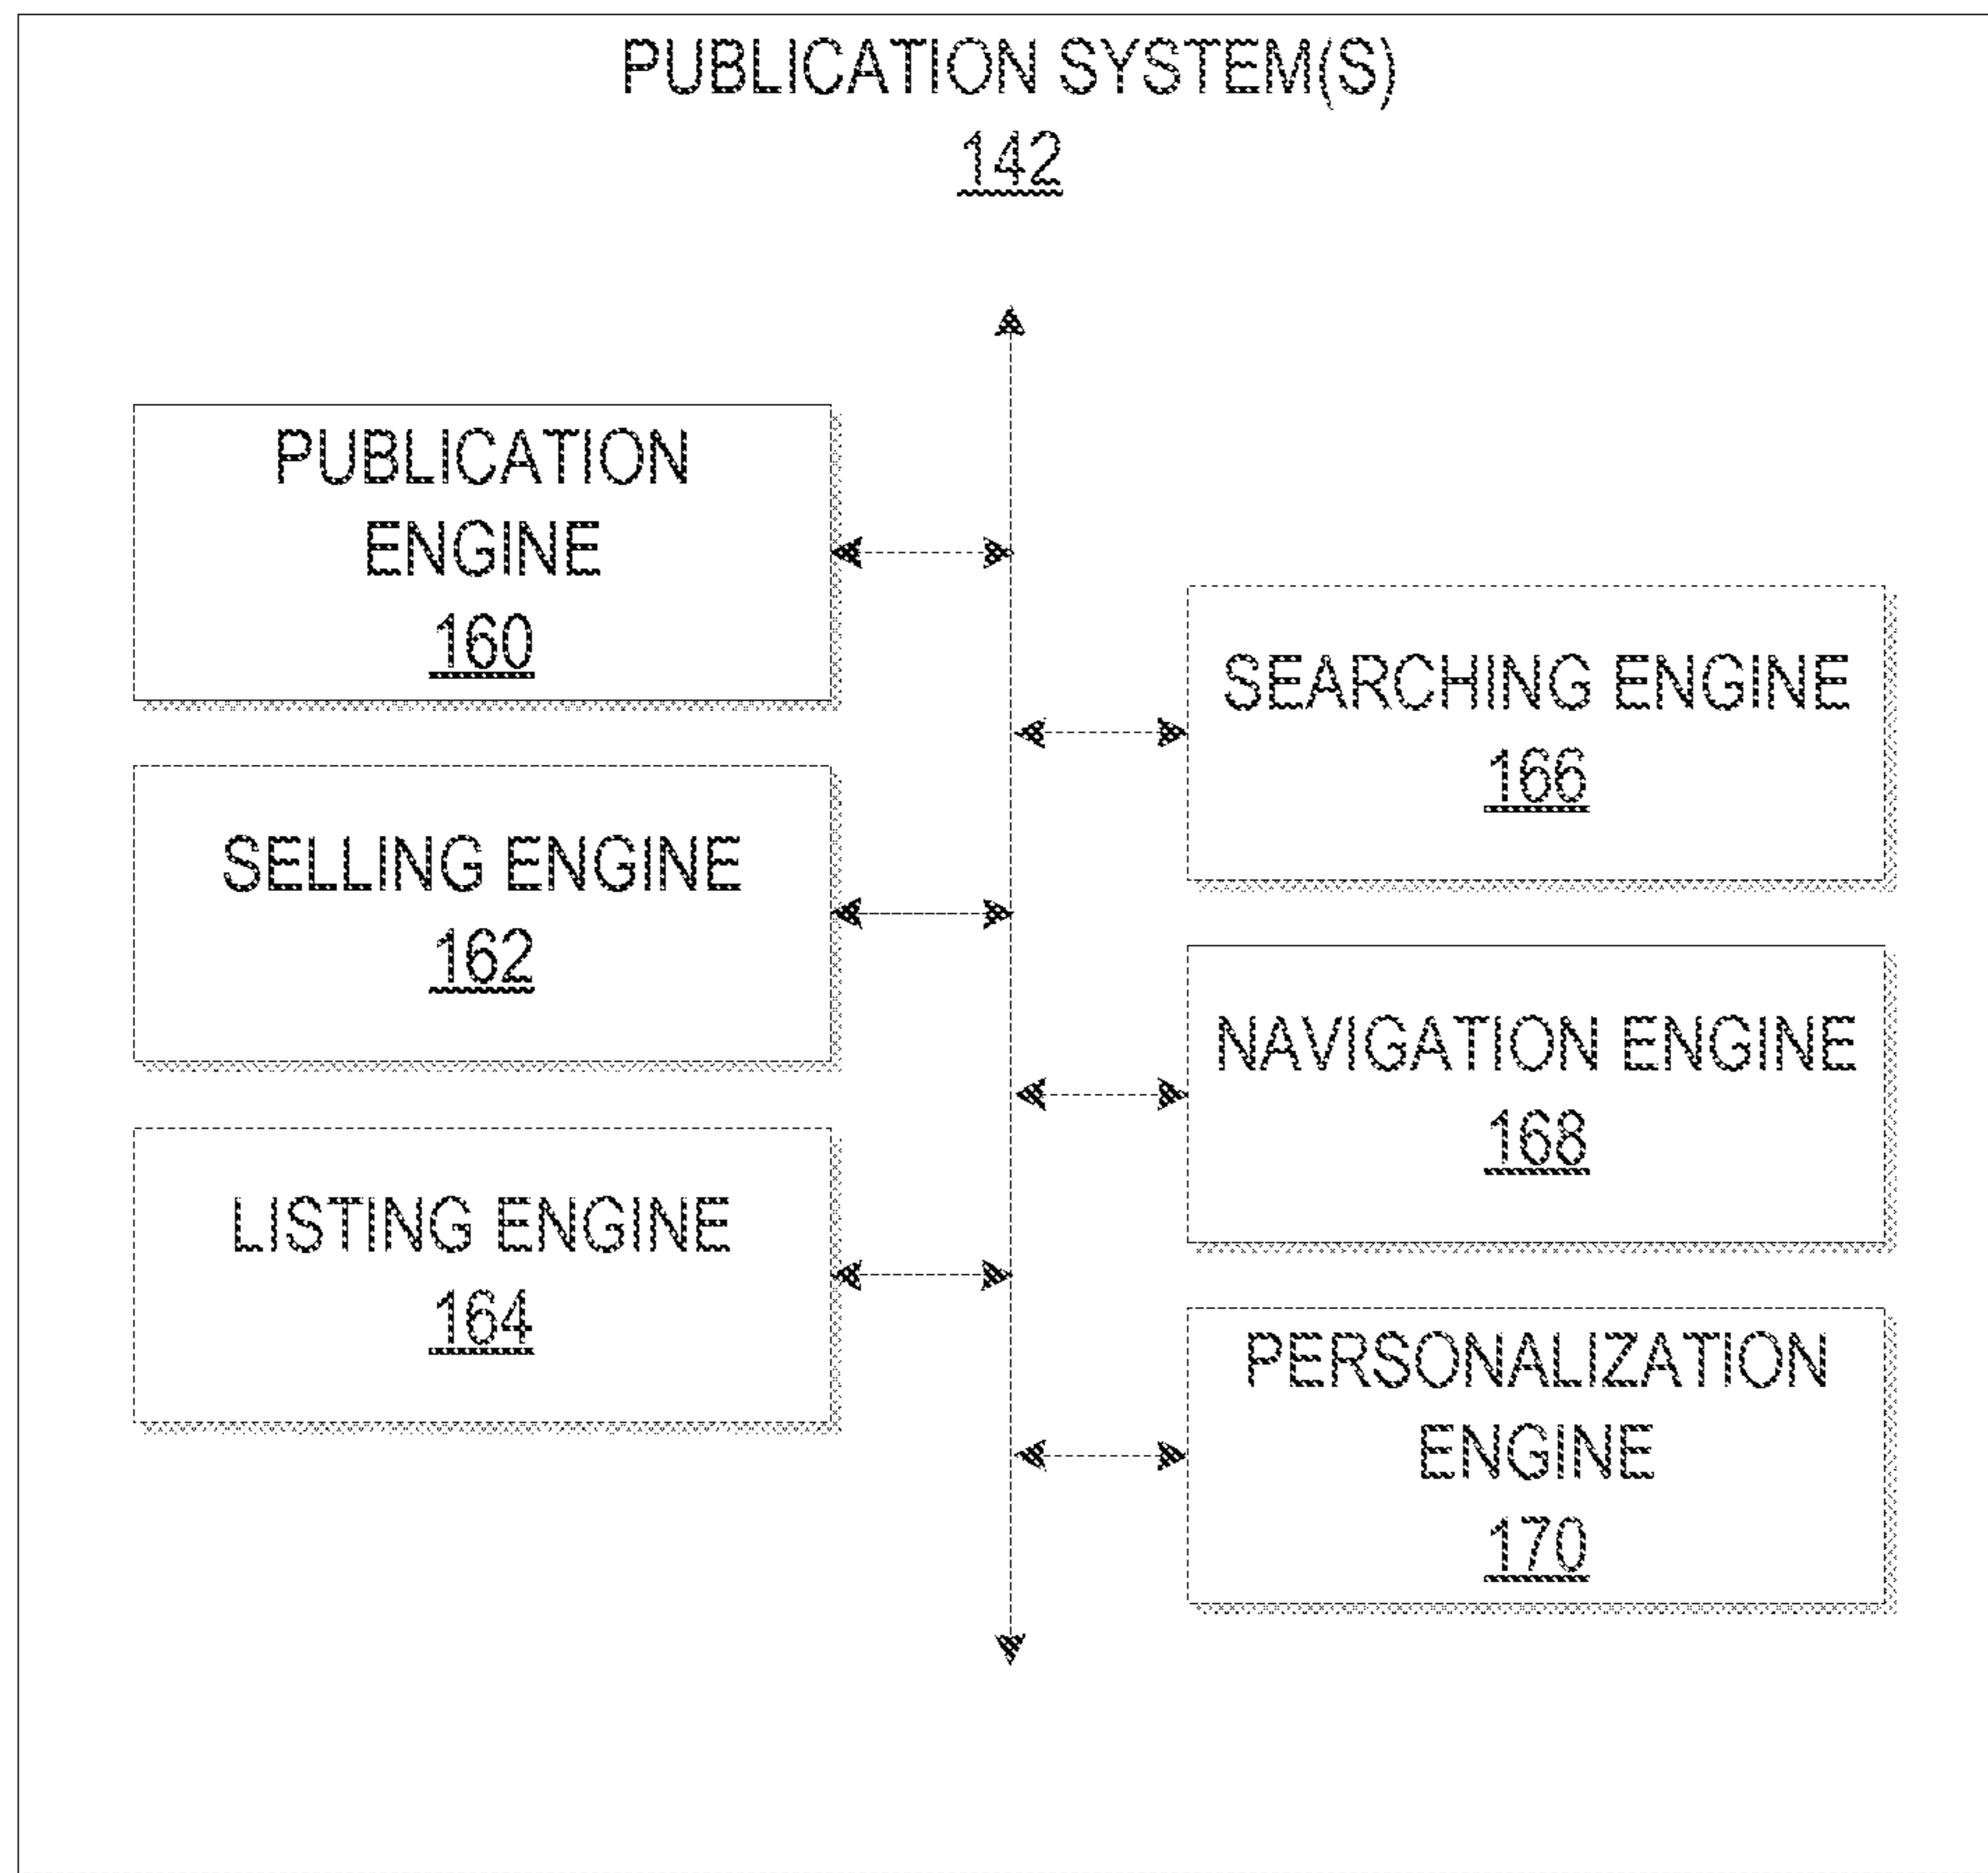 PUBLICATION SYSTEM(S)
142
PUBLICATION
ENGINE
160
SELLING ENGINE
162
LISTING ENGINE
164
SEARCHING ENGINE
166
NAVIGATION ENGINE
168
PERSONALIZATION
ENGINE
170